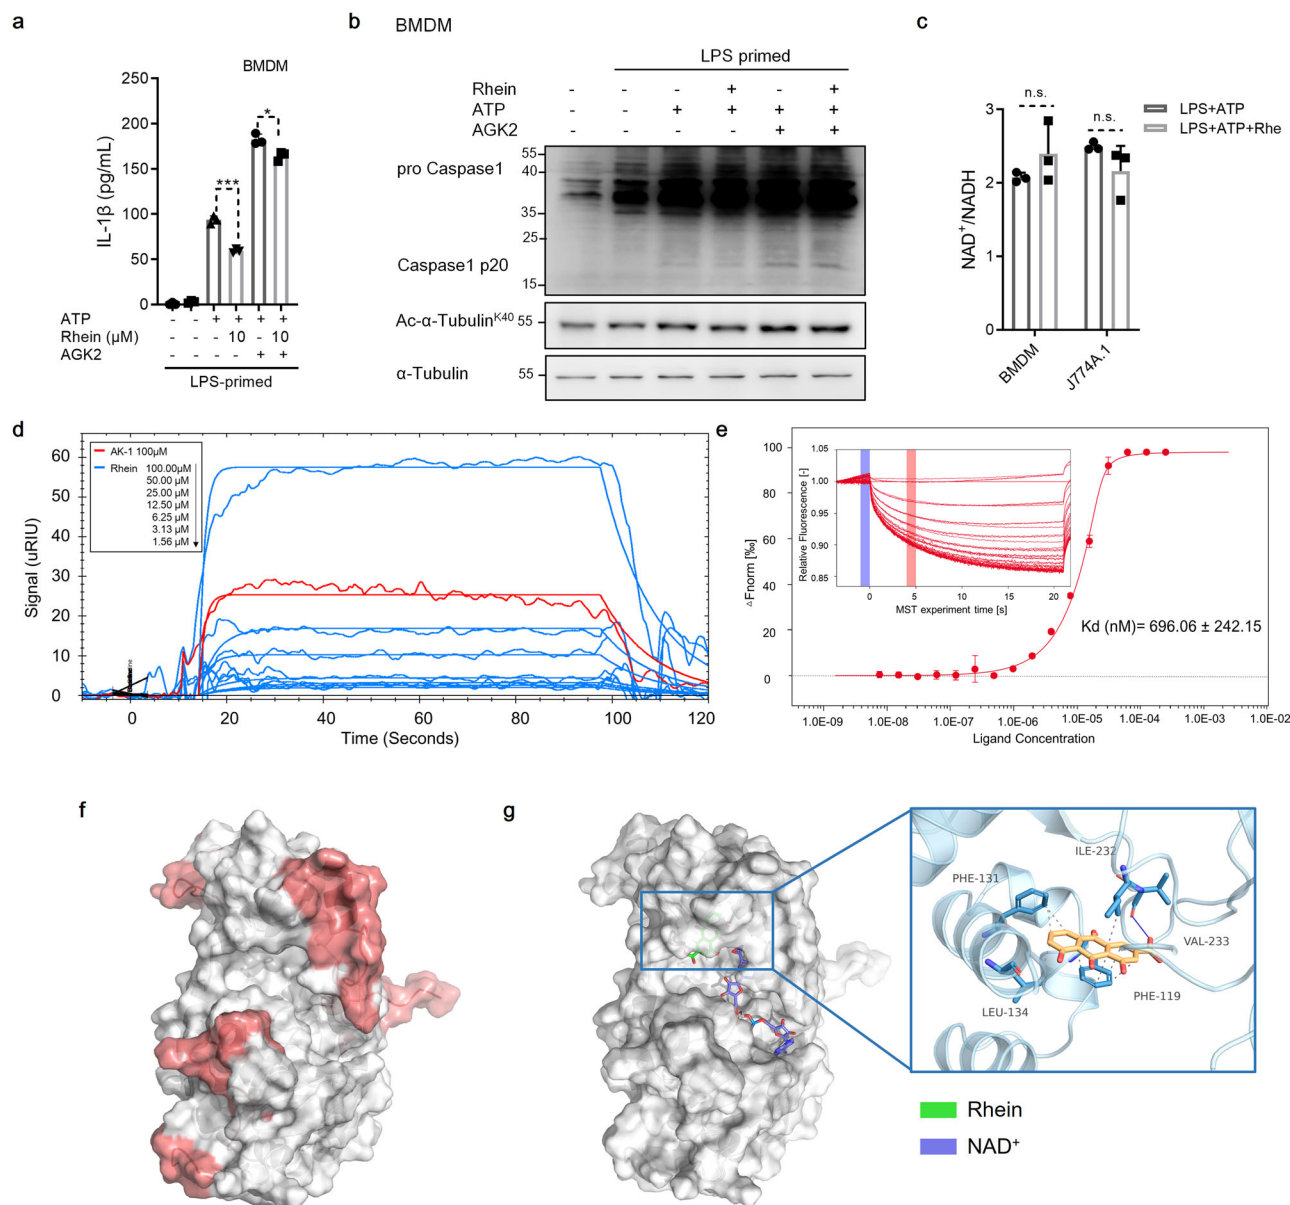 a
BMDM
250
200
150
100
50
0
IL-1β (pg/mL)
*
***
ATP - - + + + +
Rhein (μM) - - - 10 - 10
AGK2 - - - - + +
LPS-primed
b
BMDM
LPS primed
Rhein - - - + - +
ATP - - + + + +
AGK2 - - - - + +
pro Caspase1
55
40
35
25
Caspase1 p20
15
Ac-α-Tubulin^K40 55
α-Tubulin 55
c
n.s.
n.s.
LPS+ATP
LPS+ATP+Rhe
3
2
1
0
NAD⁺/NADH
BMDM
J774A.1
d
AK-1 100μM
Rhein 100.00μM
50.00 μM
25.00 μM
12.50 μM
6.25 μM
3.13 μM
1.56 μM
60
50
40
30
20
10
0
Signal (uRIU)
0 20 40 60 80 100 120
Time (Seconds)
e
100
80
60
40
20
0
ΔFnorm [‰]
1.05
1.00
0.95
0.90
0.85
Relative Fluorescence [-]
0 5 10 15 20
MST experiment time [s]
Kd (nM)= 696.06 ± 242.15
1.0E-09 1.0E-08 1.0E-07 1.0E-06 1.0E-05 1.0E-04 1.0E-03 1.0E-02
Ligand Concentration
f
g
ILE-232
PHE-131
VAL-233
LEU-134
PHE-119
Rhein
NAD⁺